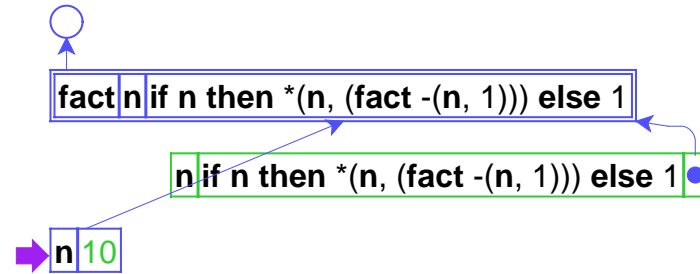 fact n if n then *(n, (fact -(n, 1))) else 1
n if n then *(n, (fact -(n, 1))) else 1
n 10